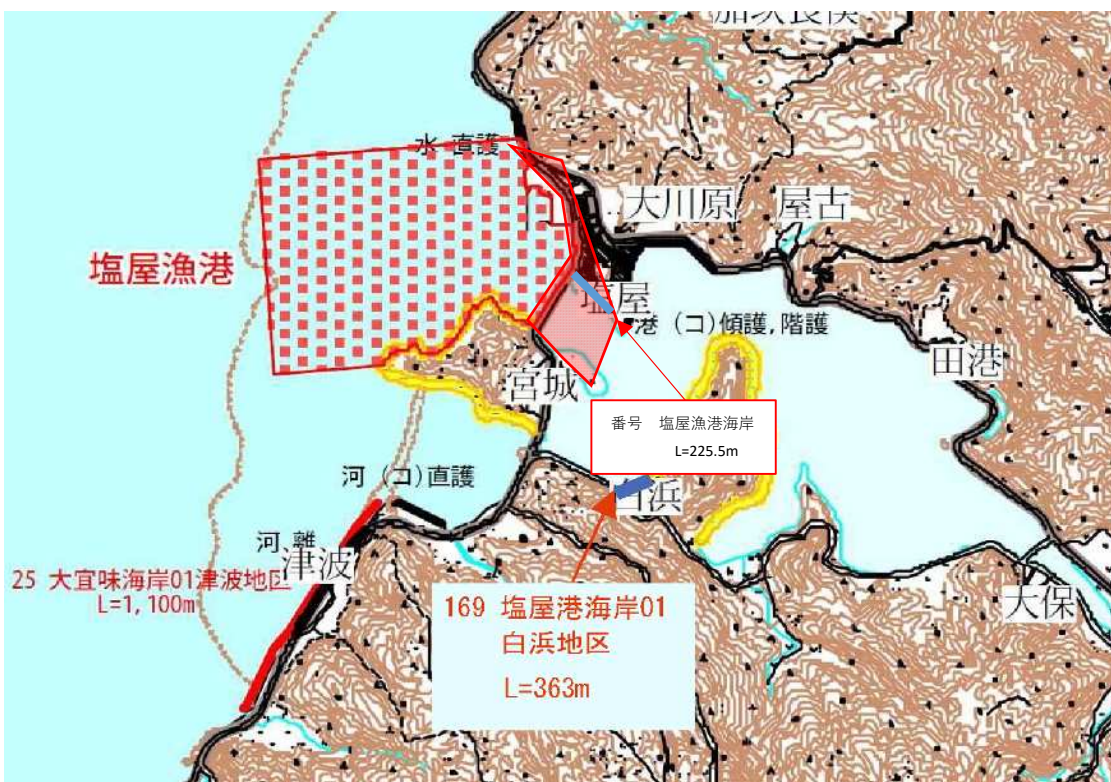 加次良俣
水 直護
大川原
屋古
塩屋漁港
塩屋
港 (コ) 傾護, 階護
田港
宮城
番号 塩屋漁港海岸
L=225.5m
河 (コ) 直護
白浜
河 離
津波
25 大宜味海岸01津波地区
L=1, 100m
169 塩屋港海岸01
白浜地区
L=363m
大保